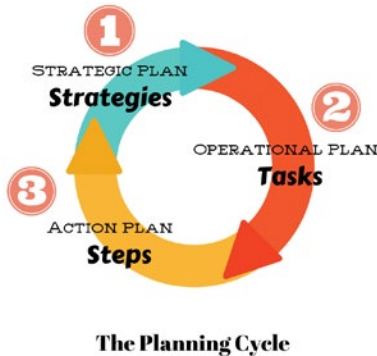 1
STRATEGIC PLAN
Strategies
2
OPERATIONAL PLAN
Tasks
3
ACTION PLAN
Steps
The Planning Cycle